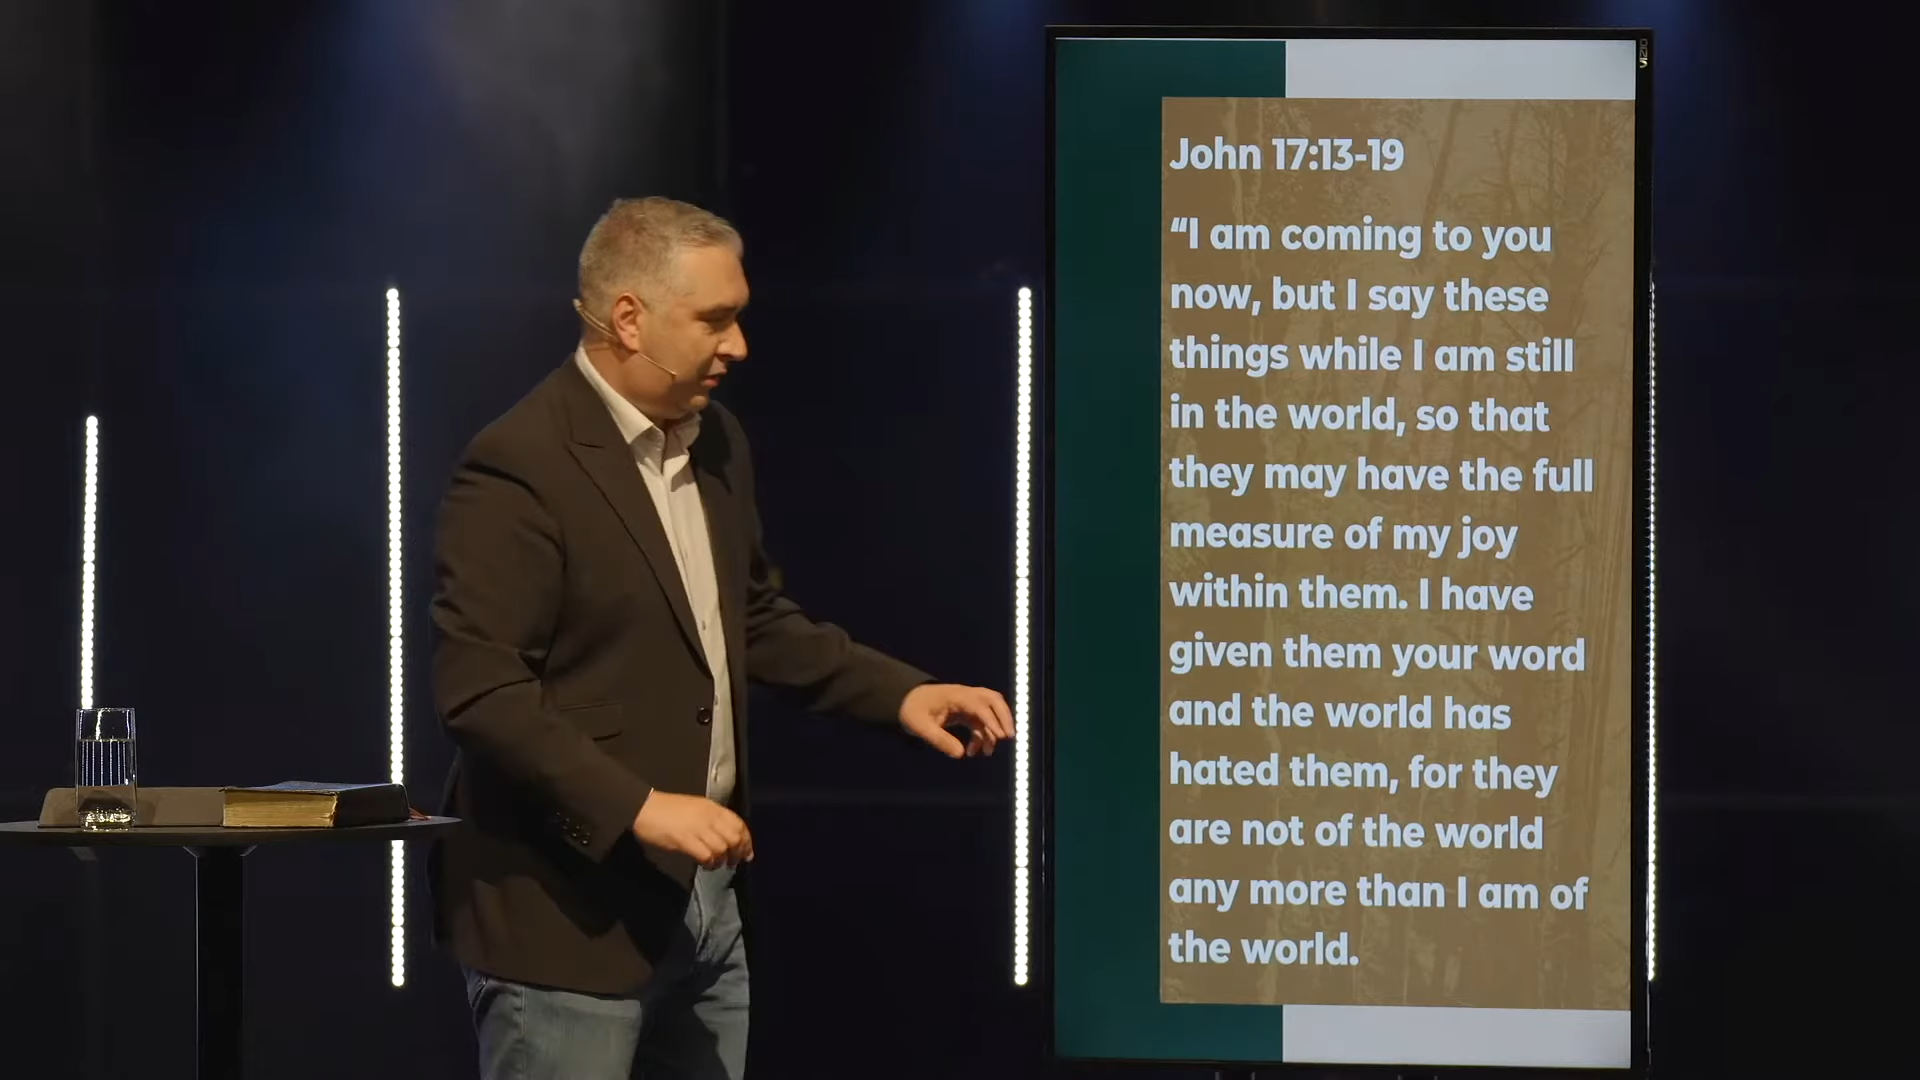 VIZIO
John 17:13-19
“I am coming to you
now, but I say these
things while I am still
in the world, so that
they may have the full
measure of my joy
within them. I have
given them your word
and the world has
hated them, for they
are not of the world
any more than I am of
the world.